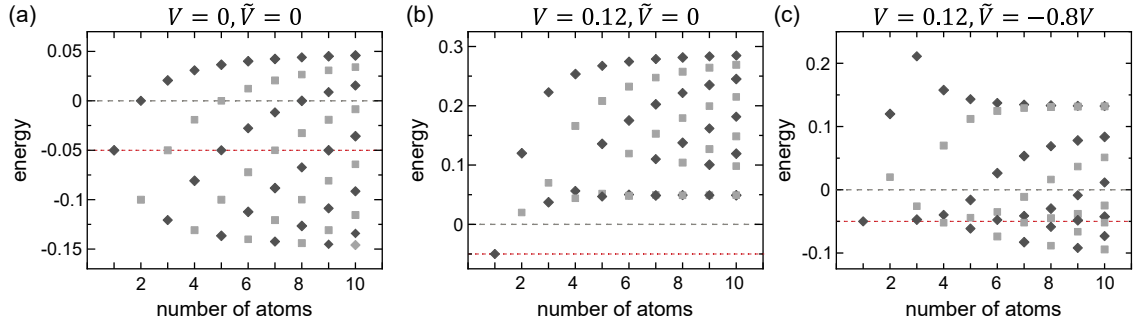 (a) V = 0, Ṽ = 0
energy
0.05
0
-0.05
-0.1
-0.15
2 4 6 8 10
number of atoms
(b) V = 0.12, Ṽ = 0
energy
0.3
0.2
0.1
0
2 4 6 8 10
number of atoms
(c) V = 0.12, Ṽ = −0.8V
energy
0.2
0.1
0
-0.1
2 4 6 8 10
number of atoms